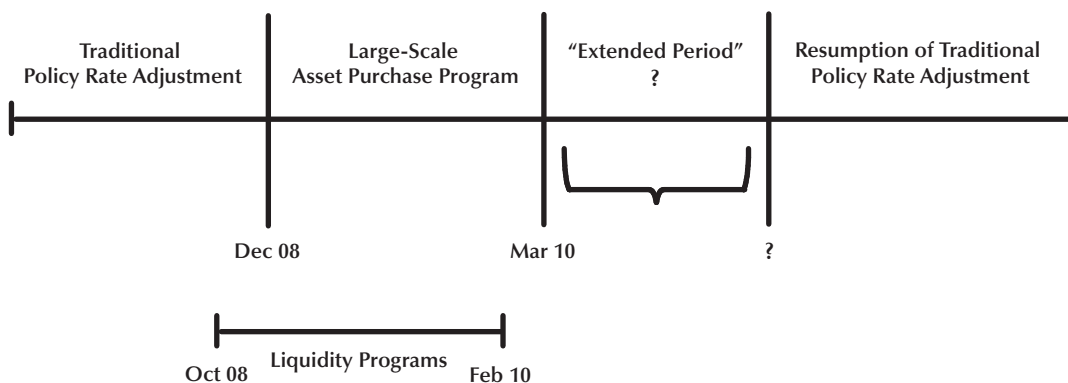 Traditional
Policy Rate Adjustment
Large-Scale
Asset Purchase Program
“Extended Period”
?
Resumption of Traditional
Policy Rate Adjustment
Dec 08
Mar 10
?
Liquidity Programs
Oct 08
Feb 10